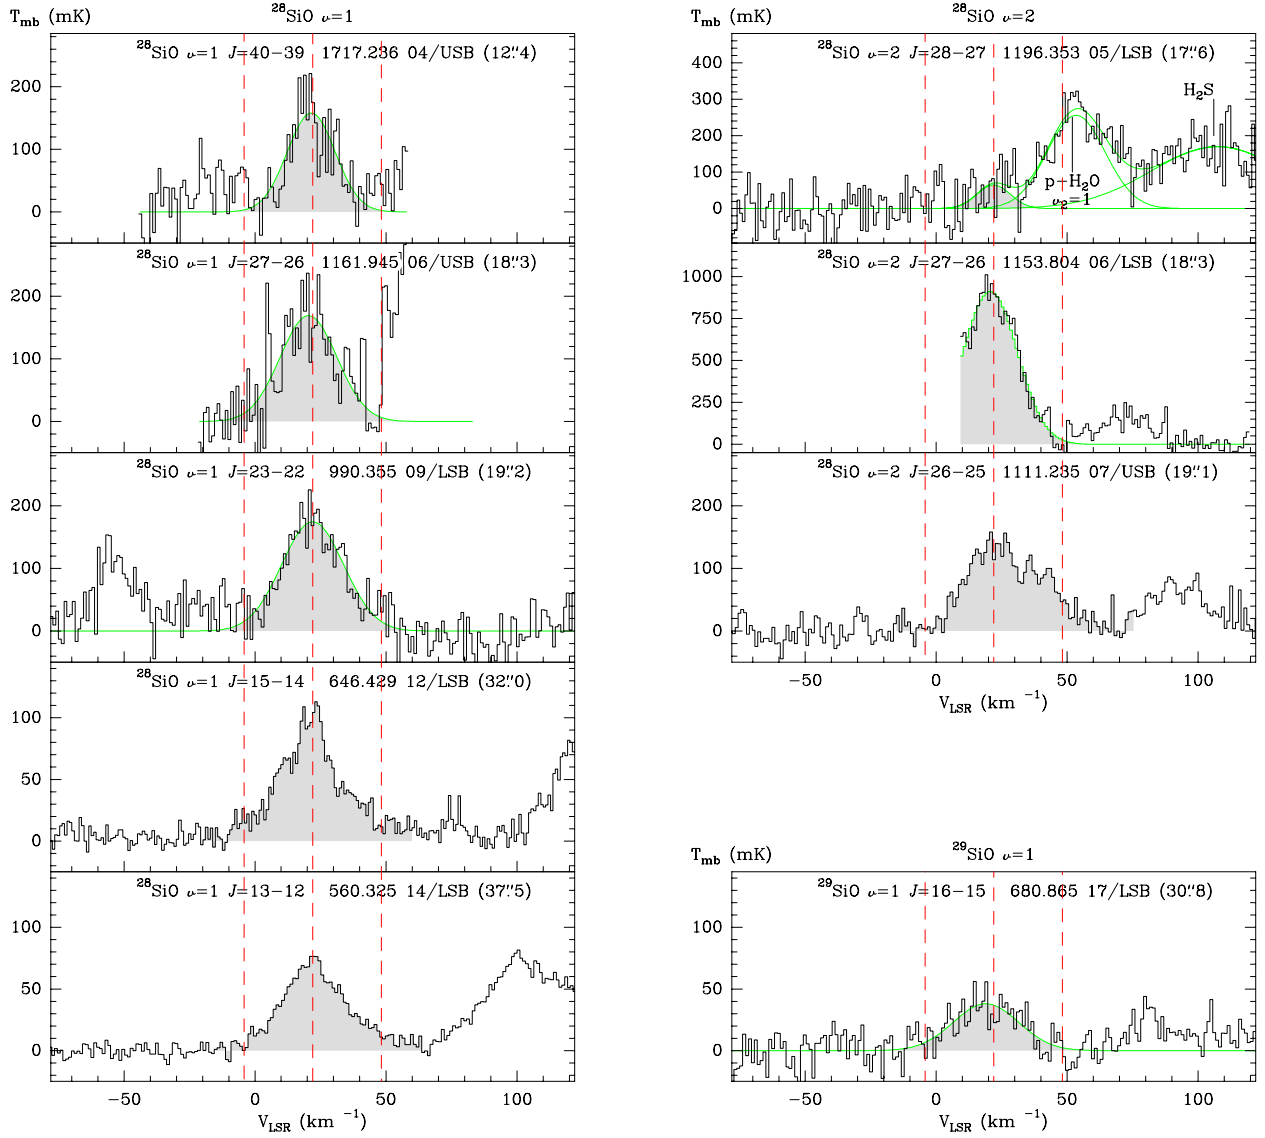 T_mb (mK) ²⁸SiO ν=1
²⁸SiO ν=1 J=40−39 1717.236 04/USB (12″.4)
200
100
0
²⁸SiO ν=1 J=27−26 1161.945 06/USB (18″.3)
200
100
0
²⁸SiO ν=1 J=23−22 990.355 09/LSB (19″.2)
200
100
0
²⁸SiO ν=1 J=15−14 646.429 12/LSB (32″.0)
100
50
0
²⁸SiO ν=1 J=13−12 560.325 14/LSB (37″.5)
100
50
0
−50 0 50 100
V_LSR (km ⁻¹)
T_mb (mK) ²⁸SiO ν=2
²⁸SiO ν=2 J=28−27 1196.353 05/LSB (17″.6)
400
300
200
100
0
H₂S
p−H₂O
ν₂=1
²⁸SiO ν=2 J=27−26 1153.804 06/LSB (18″.3)
1000
750
500
250
0
²⁸SiO ν=2 J=26−25 1111.235 07/USB (19″.1)
200
100
0
−50 0 50 100
V_LSR (km ⁻¹)
T_mb (mK) ²⁹SiO ν=1
²⁹SiO ν=1 J=16−15 680.865 17/LSB (30″.8)
100
50
0
−50 0 50 100
V_LSR (km ⁻¹)